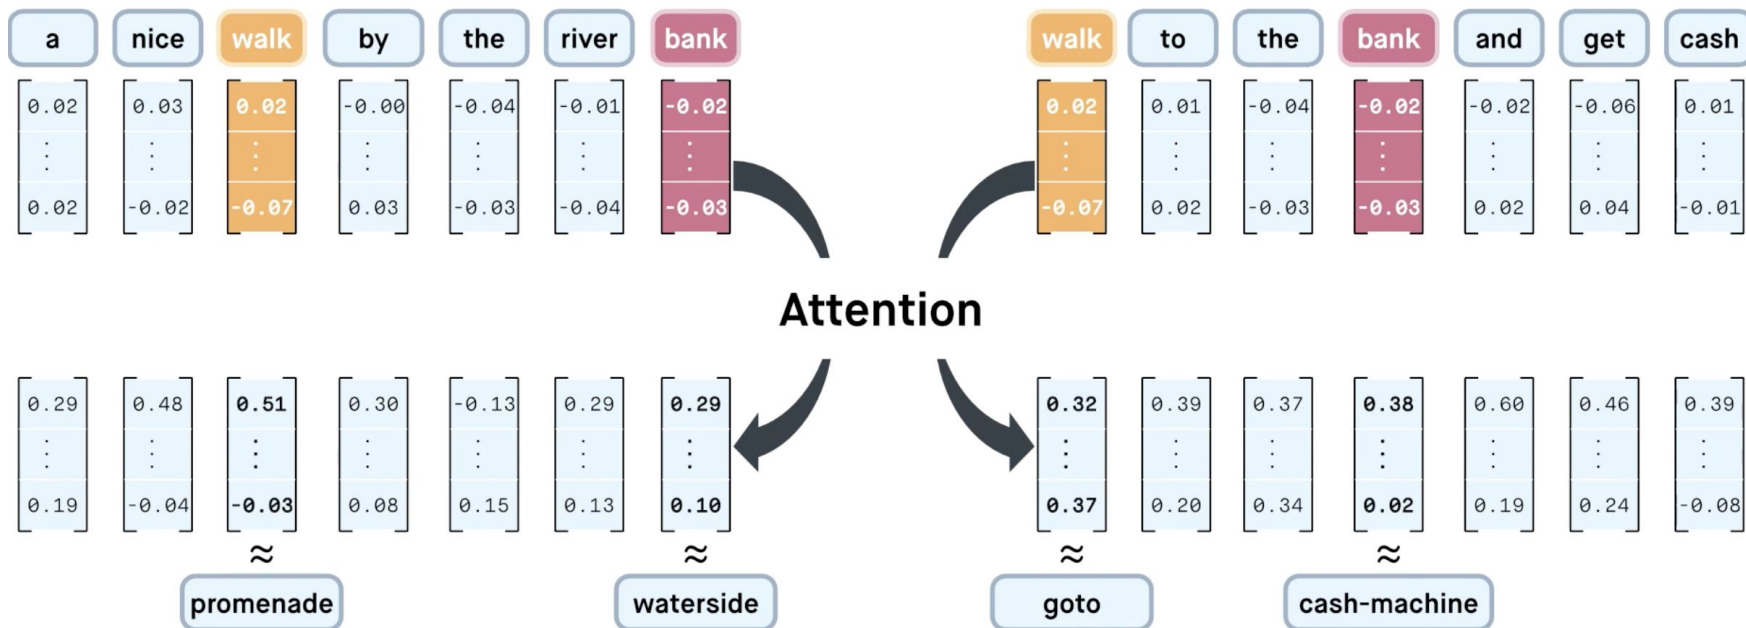 a nice walk by the river bank walk to the bank and get cash
0.02 0.03 0.02 -0.00 -0.04 -0.01 -0.02 0.02 0.01 -0.04 -0.02 -0.02 -0.06 0.01
⋮ ⋮ ⋮ ⋮ ⋮ ⋮ ⋮ ⋮ ⋮ ⋮ ⋮ ⋮ ⋮ ⋮
0.02 -0.02 -0.07 0.03 -0.03 -0.04 -0.03 -0.07 0.02 -0.03 -0.03 0.02 0.04 -0.01
Attention
0.29 0.48 0.51 0.30 -0.13 0.29 0.29 0.32 0.39 0.37 0.38 0.60 0.46 0.39
⋮ ⋮ ⋮ ⋮ ⋮ ⋮ ⋮ ⋮ ⋮ ⋮ ⋮ ⋮ ⋮ ⋮
0.19 -0.04 -0.03 0.08 0.15 0.13 0.10 0.37 0.20 0.34 0.02 0.19 0.24 -0.08
≈ ≈ ≈ ≈
promenade waterside goto cash-machine